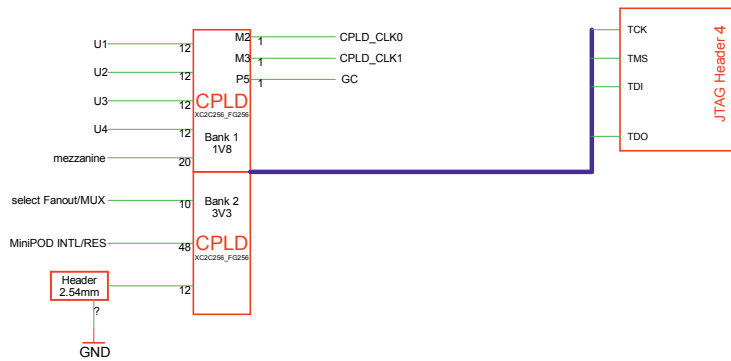 U1
12
M2
1
CPLD_CLK0
TCK
U2
12
M3
1
CPLD_CLK1
TMS
P5
1
GC
TDI
U3
12
CPLD
XC2C256_FG256
U4
12
Bank 1
1V8
TDO
mezzanine
20
JTAG Header 4
select Fanout/MUX
10
Bank 2
3V3
MiniPOD INTL/RES
48
CPLD
XC2C256_FG256
Header
2.54mm
12
?
GND